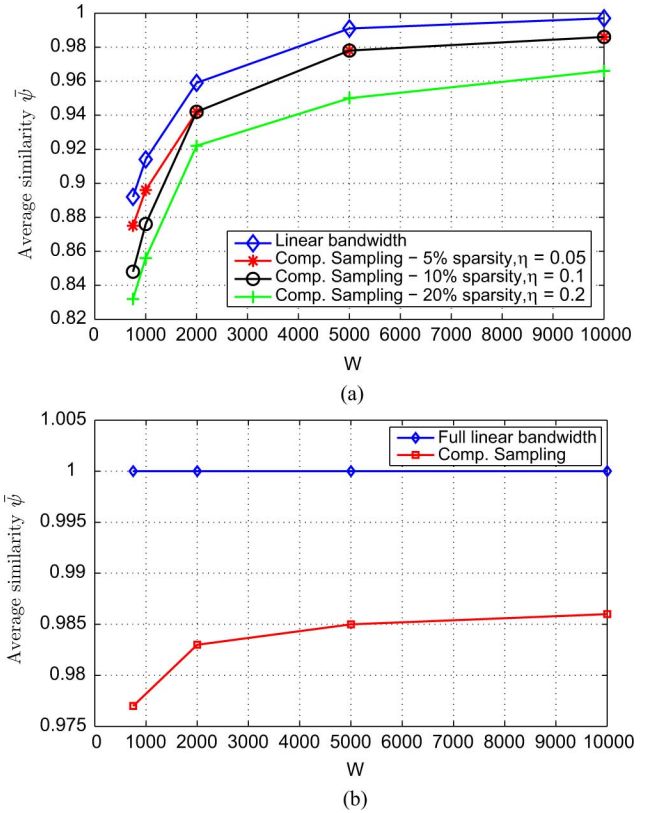 1
0.98
0.96
0.94
0.92
0.9
0.88
0.86
0.84
0.82
Average similarity ψ̄
Linear bandwidth
Comp. Sampling − 5% sparsity,η = 0.05
Comp. Sampling − 10% sparsity,η = 0.1
Comp. Sampling − 20% sparsity,η = 0.2
0 1000 2000 3000 4000 5000 6000 7000 8000 9000 10000
W
(a)
1.005
1
0.995
0.99
0.985
0.98
0.975
Average similarity ψ̄
Full linear bandwidth
Comp. Sampling
0 1000 2000 3000 4000 5000 6000 7000 8000 9000 10000
W
(b)